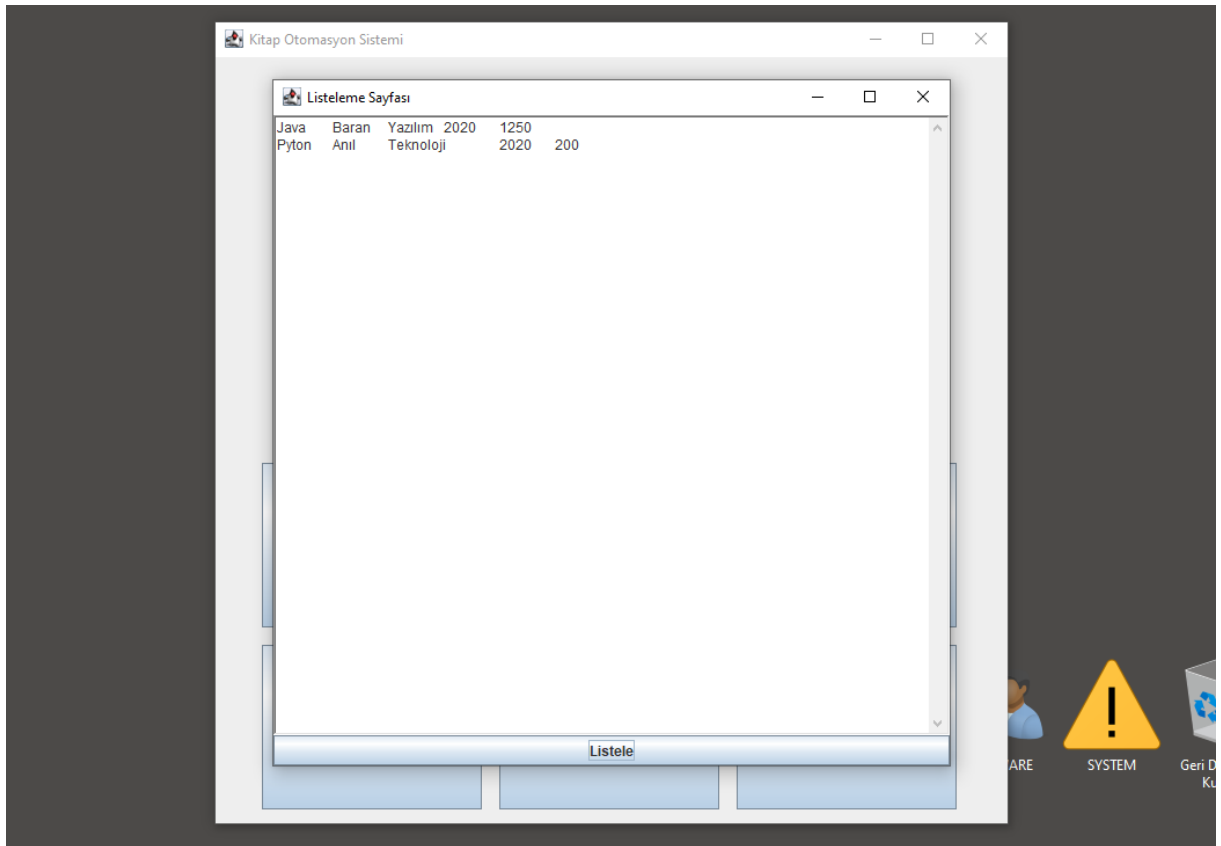 Kitap Otomasyon Sistemi
Listeleme Sayfası
Java Baran Yazılım 2020 1250
Pyton Anıl Teknoloji 2020 200
Listele
ARE SYSTEM Geri D
Ku